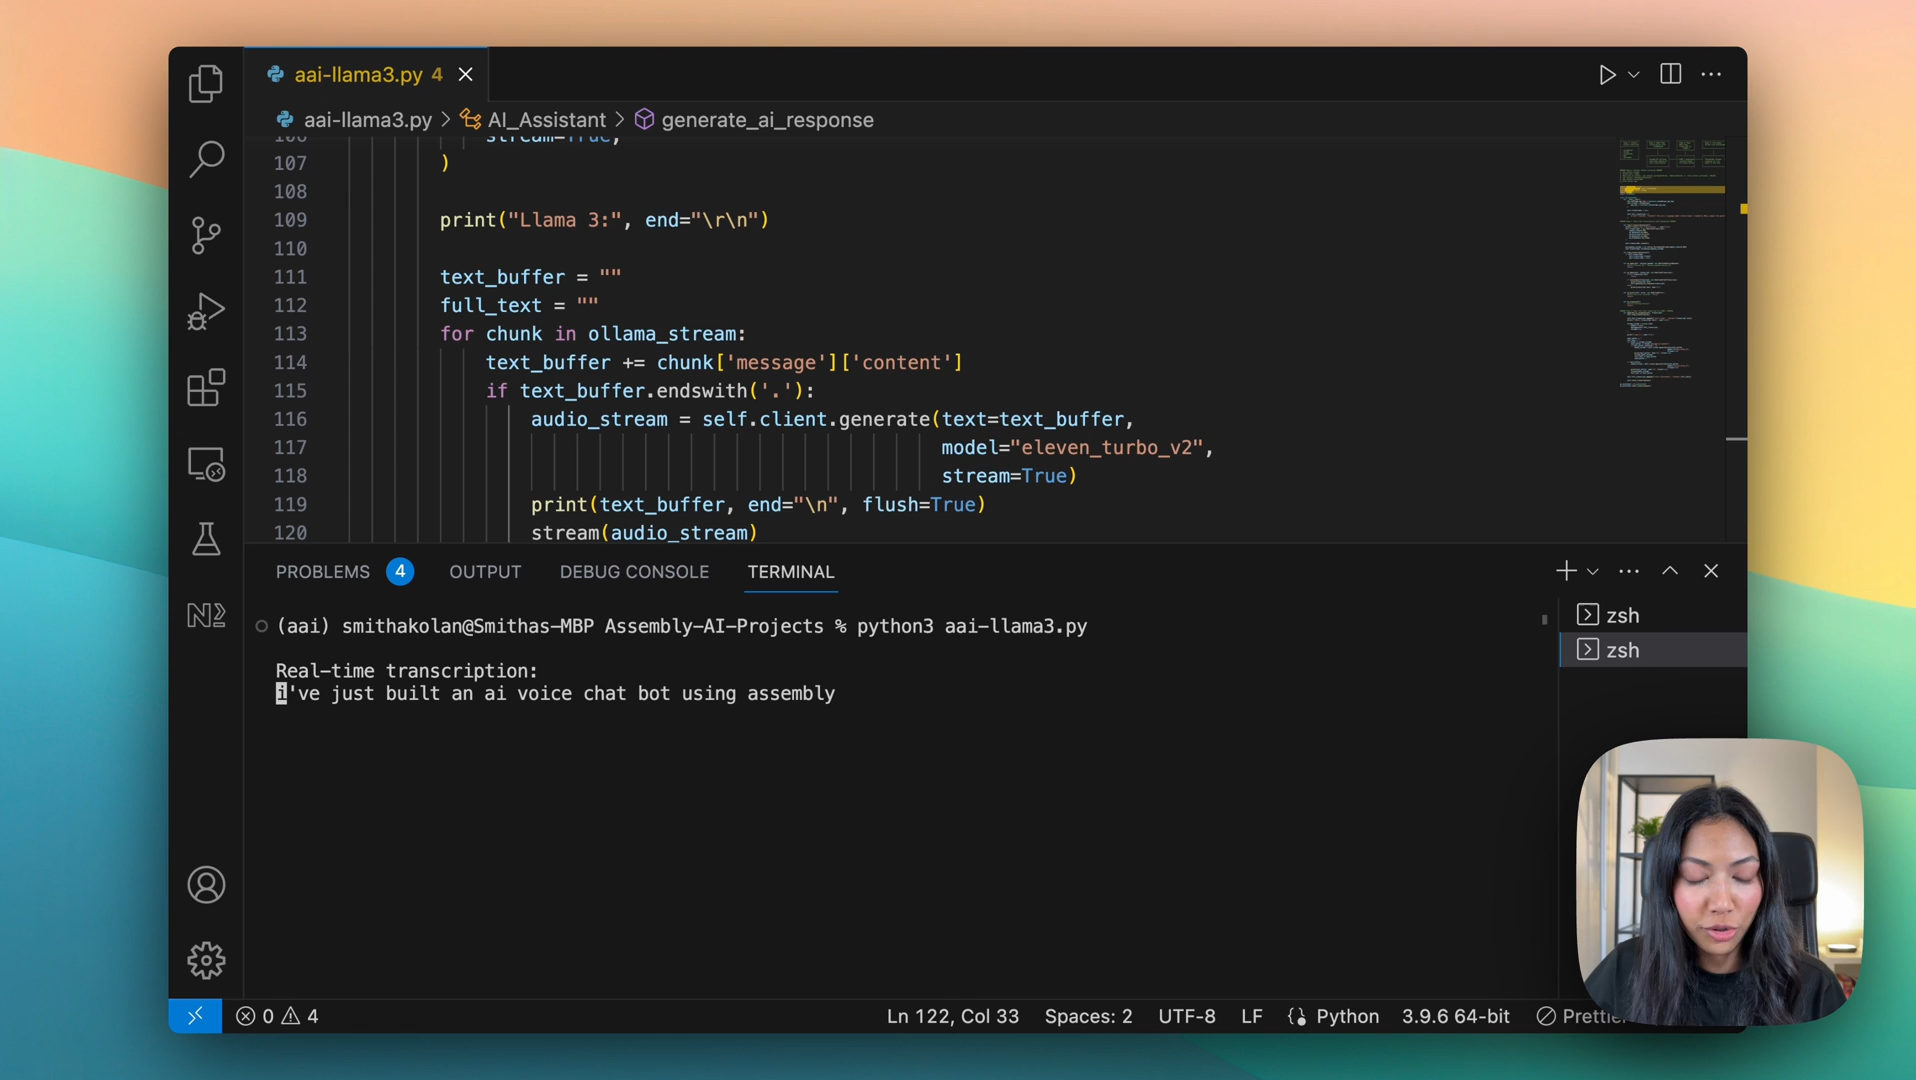 aai-llama3.py 4
aai-llama3.py > AI_Assistant > generate_ai_response
106 stream=True,
107 )
108
109 print("Llama 3:", end="\r\n")
110
111 text_buffer = ""
112 full_text = ""
113 for chunk in ollama_stream:
114 text_buffer += chunk['message']['content']
115 if text_buffer.endswith('.'):
116 audio_stream = self.client.generate(text=text_buffer,
117 model="eleven_turbo_v2",
118 stream=True)
119 print(text_buffer, end="\n", flush=True)
120 stream(audio_stream)
PROBLEMS 4 OUTPUT DEBUG CONSOLE TERMINAL
(aai) smithakolan@Smithas-MBP Assembly-AI-Projects % python3 aai-llama3.py
zsh
zsh
Real-time transcription:
i've just built an ai voice chat bot using assembly
0 4 Ln 122, Col 33 Spaces: 2 UTF-8 LF Python 3.9.6 64-bit